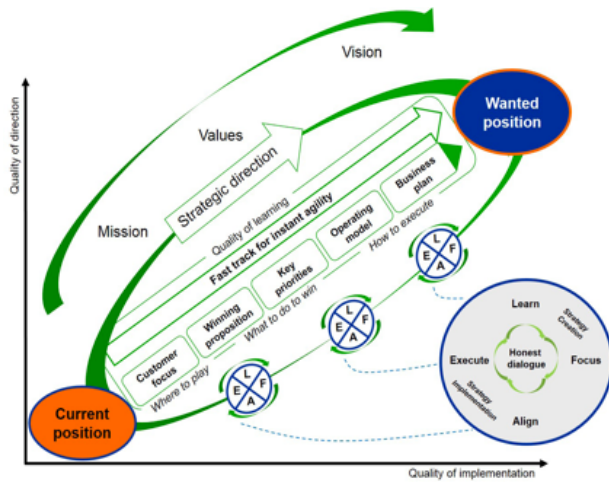 Vision
Wanted
position
Values
Quality of direction
Strategic direction
Mission
Quality of learning
Fast track for instant agility
Business
plan
Operating
model
Key
priorities
Winning
proposition
Customer
focus
How to execute
What to do to win
Where to play
L
E
F
A
L
E
F
A
L
E
F
A
Current
position
Learn
Strategy
Creation
Execute
Honest
dialogue
Focus
Strategy
Implementation
Align
Quality of implementation